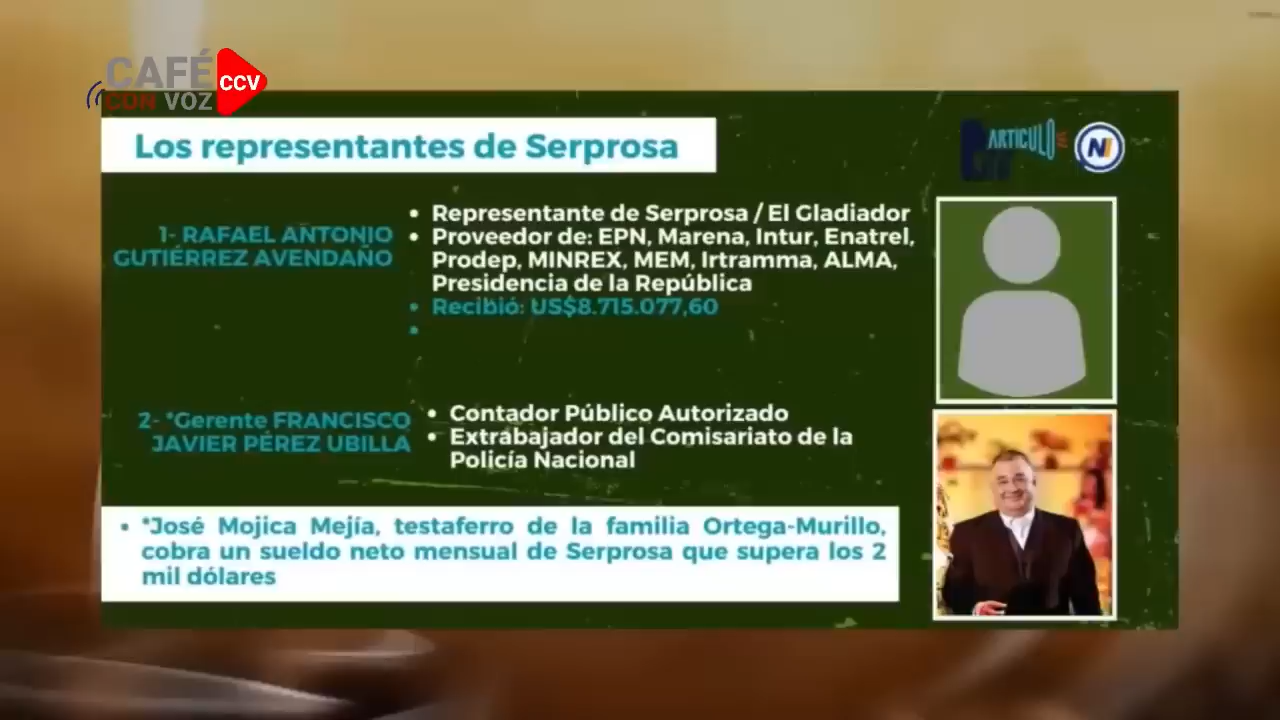 CAFÉ
CON VOZ
CCV
Los representantes de Serprosa
ARTICULO
N
1- RAFAEL ANTONIO
GUTIÉRREZ AVENDAÑO
• Representante de Serprosa / El Gladiador
• Proveedor de: EPN, Marena, Intur, Enatrel,
Prodep, MINREX, MEM, Irtramma, ALMA,
Presidencia de la República
• Recibió: US$8.715.077,60
•
2- *Gerente FRANCISCO
JAVIER PÉREZ UBILLA
• Contador Público Autorizado
• Extrabajador del Comisariato de la
Policía Nacional
• *José Mojica Mejía, testaferro de la familia Ortega-Murillo,
cobra un sueldo neto mensual de Serprosa que supera los 2
mil dólares